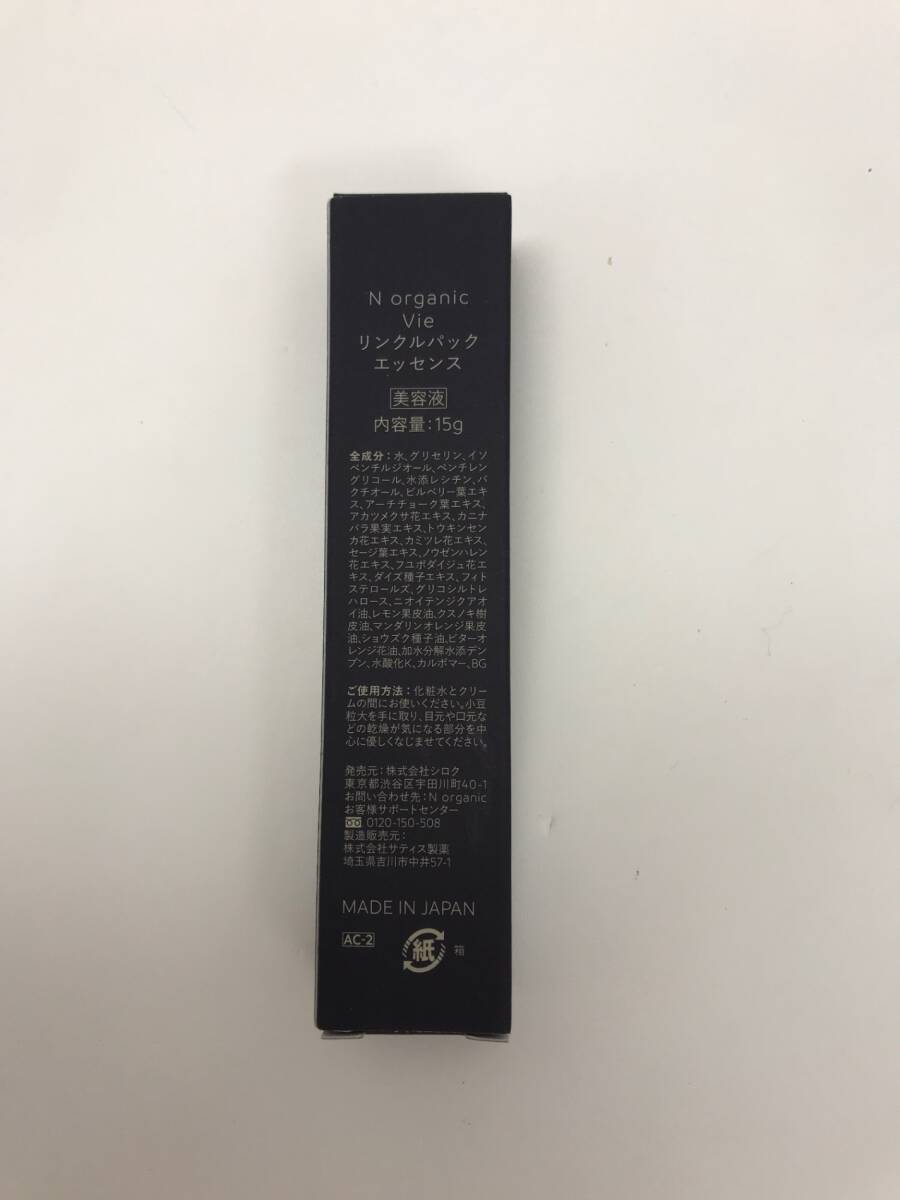 N organic
Vie
リンクルパック
エッセンス
美容液
内容量：15g
全成分：水、グリセリン、イソ
ペンチルジオール、ペンチレン
グリコール、水添レシチン、バ
クチオール、ビルベリー葉エキ
ス、アーチチョーク葉エキス、
アカツメクサ花エキス、カニナ
バラ果実エキス、トウキンセン
カ花エキス、カミツレ花エキス、
セージ葉エキス、ノウゼンハレン
花エキス、フユボダイジュ花エ
キス、ダイズ種子エキス、フィト
ステロールズ、グリコシルトレ
ハロース、ニオイテンジクアオ
イ油、レモン果皮油、クスノキ樹
皮油、マンダリンオレンジ果皮
油、ショウズク種子油、ビターオ
レンジ花油、加水分解水添デン
プン、水酸化K、カルボマー、BG
ご使用方法：化粧水とクリー
ムの間にお使いください。小豆
粒大を手に取り、目元や口元な
どの乾燥が気になる部分を中
心に優しくなじませてください。
発売元：株式会社シロク
東京都渋谷区宇田川町40-1
お問い合わせ先：N organic
お客様サポートセンター
0120-150-508
製造販売元：
株式会社サティス製薬
埼玉県吉川市中井57-1
MADE IN JAPAN
AC-2
紙 箱